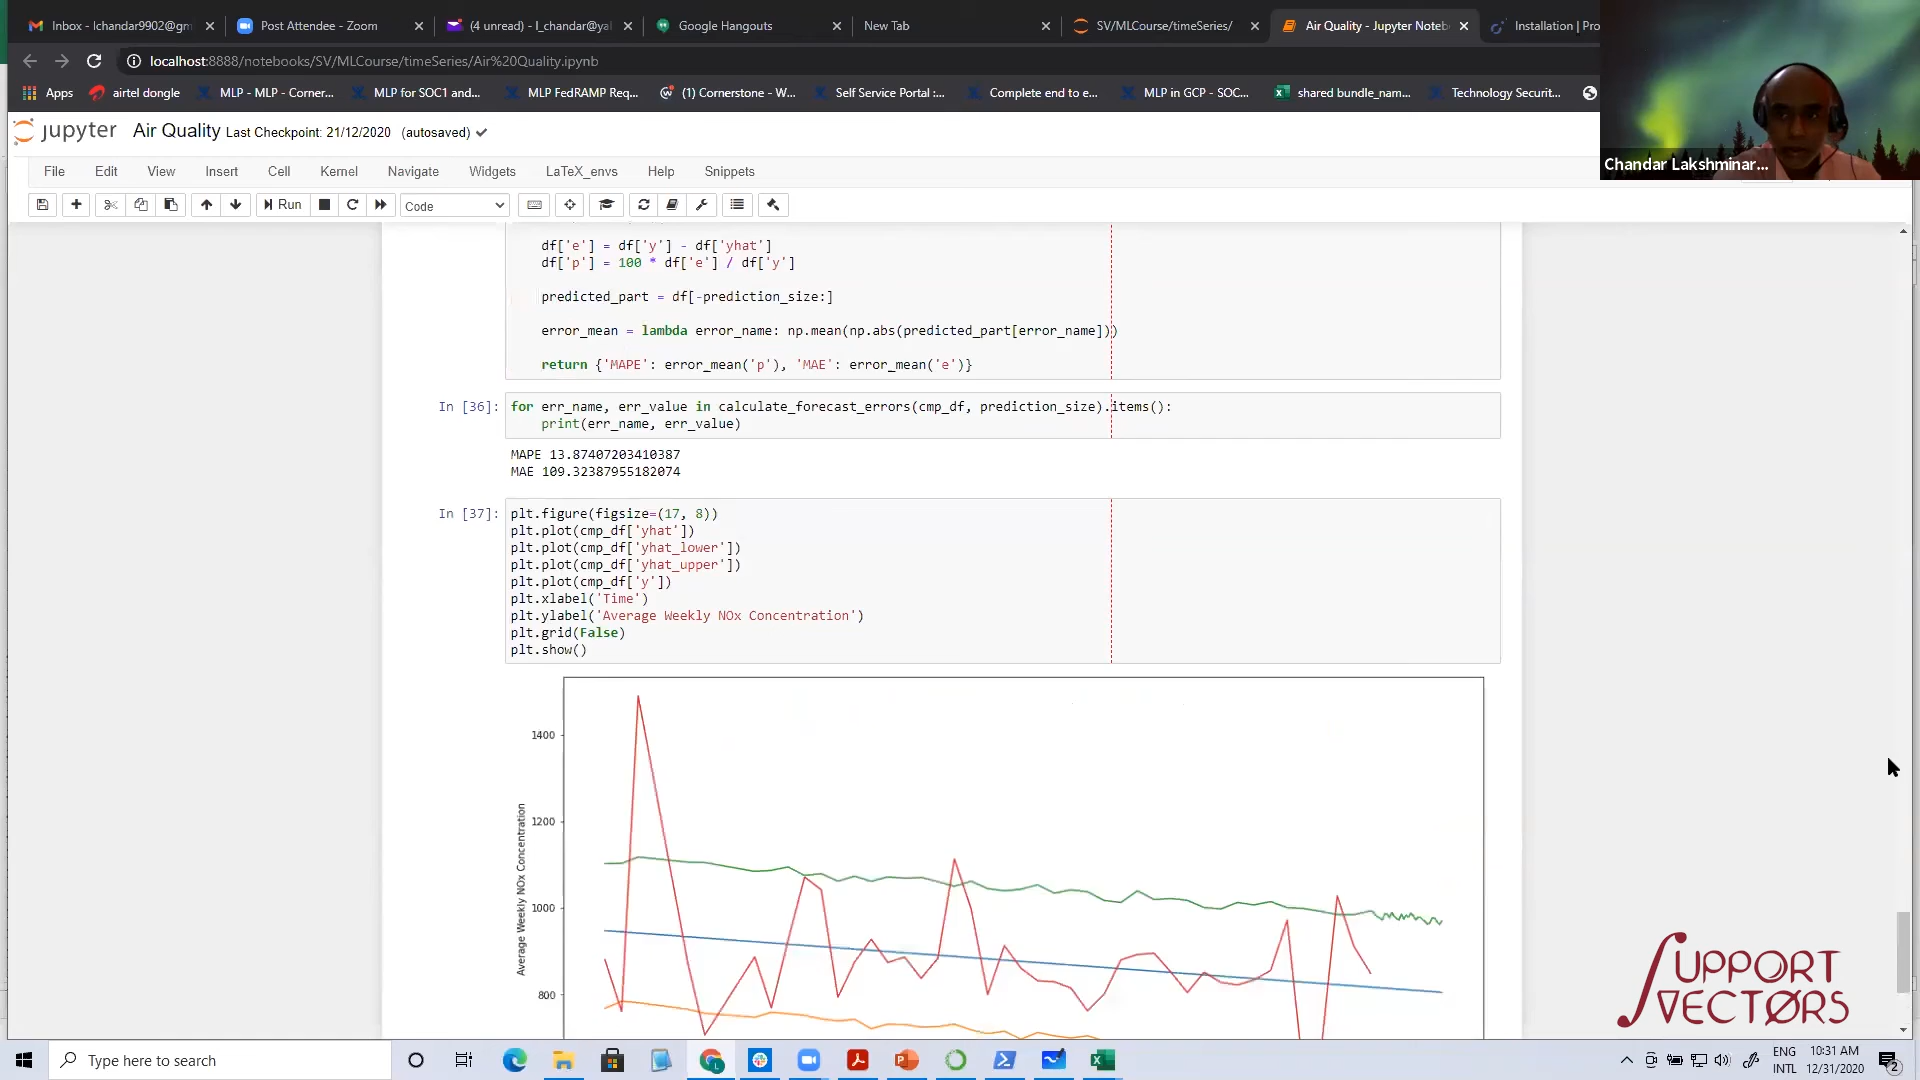 Inbox - lchandar9902@gm
Post Attendee - Zoom
(4 unread) - l_chandar@yal
Google Hangouts
New Tab
SV/MLCourse/timeSeries/
Air Quality - Jupyter Noteb
Installation | Pro
localhost:8888/notebooks/SV/MLCourse/timeSeries/Air%20Quality.ipynb
Apps
airtel dongle
MLP - MLP - Corner...
MLP for SOC1 and...
MLP FedRAMP Req...
(1) Cornerstone - W...
Self Service Portal :...
Complete end to e...
MLP in GCP - SOC...
shared bundle_nam...
Technology Securit...
Chandar Lakshminar...
jupyter
Air Quality Last Checkpoint: 21/12/2020 (autosaved)
File Edit View Insert Cell Kernel Navigate Widgets LaTeX_envs Help Snippets
Run
Code
df['e'] = df['y'] - df['yhat']
df['p'] = 100 * df['e'] / df['y']
predicted_part = df[-prediction_size:]
error_mean = lambda error_name: np.mean(np.abs(predicted_part[error_name]))
return {'MAPE': error_mean('p'), 'MAE': error_mean('e')}
In [36]:
for err_name, err_value in calculate_forecast_errors(cmp_df, prediction_size).items():
print(err_name, err_value)
MAPE 13.87407203410387
MAE 109.32387955182074
In [37]:
plt.figure(figsize=(17, 8))
plt.plot(cmp_df['yhat'])
plt.plot(cmp_df['yhat_lower'])
plt.plot(cmp_df['yhat_upper'])
plt.plot(cmp_df['y'])
plt.xlabel('Time')
plt.ylabel('Average Weekly NOx Concentration')
plt.grid(False)
plt.show()
1400
1200
1000
800
Average Weekly NOx Concentration
SUPPORT
VECTORS
Type here to search
ENG
INTL
10:31 AM
12/31/2020
2